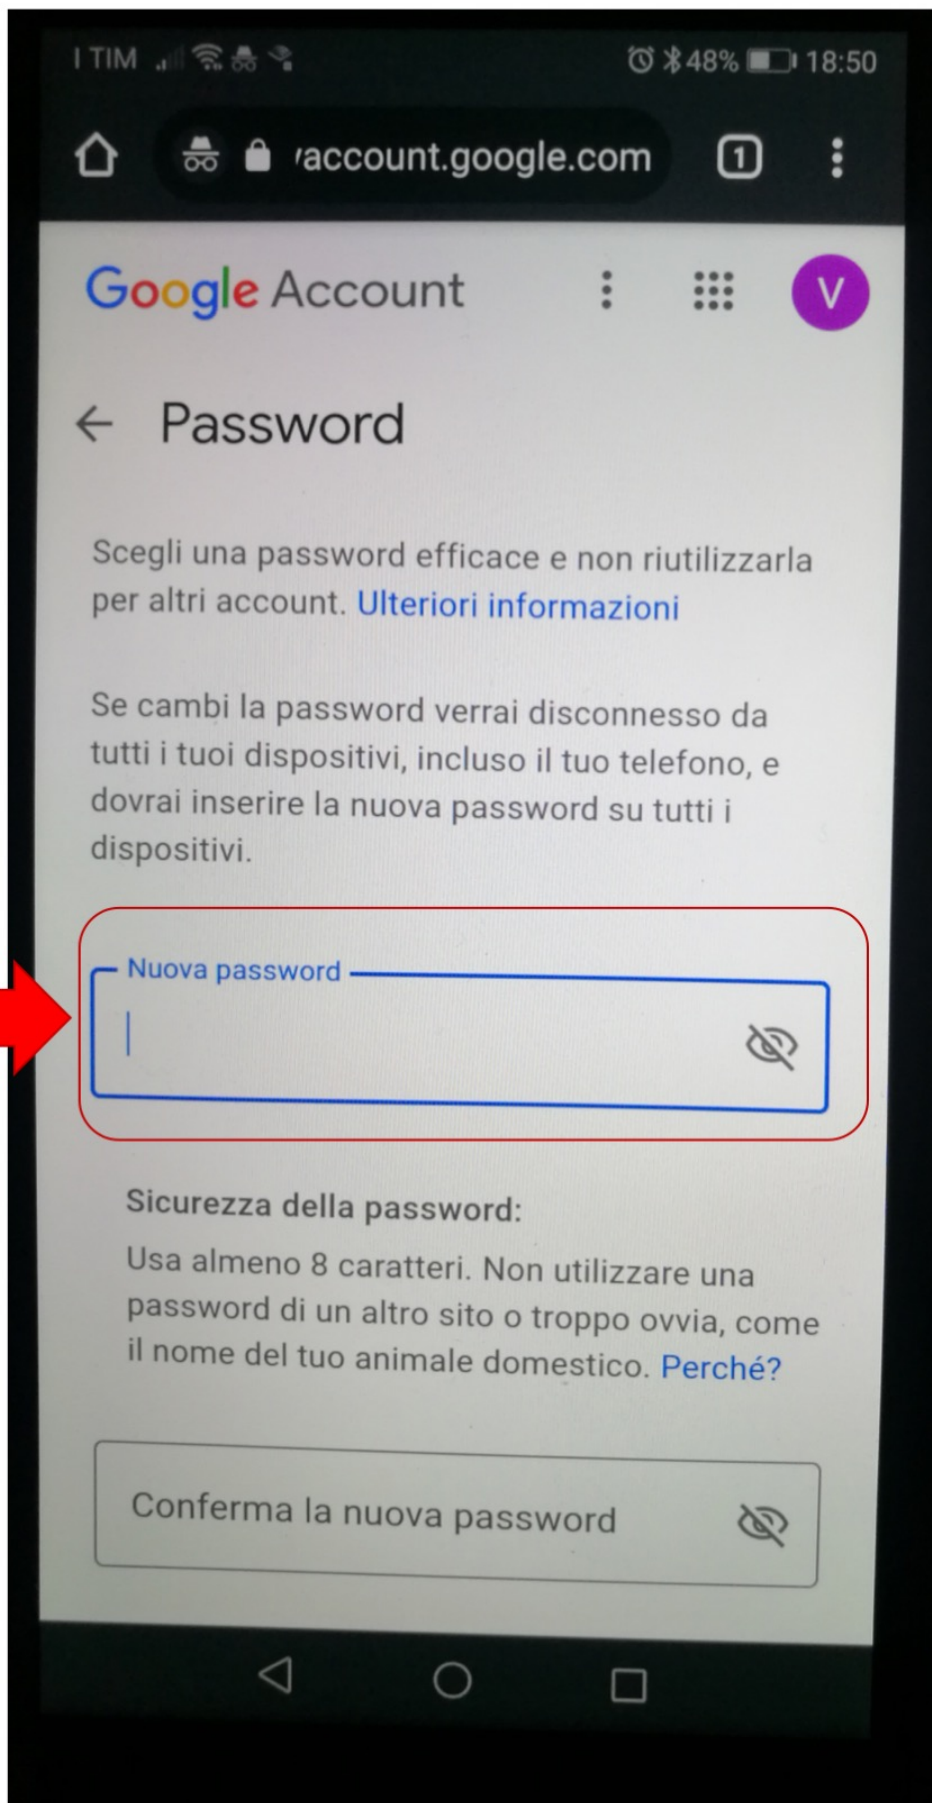 I TIM 48% 18:50
account.google.com 1
Google Account V
Password
Scegli una password efficace e non riutilizzarla
per altri account. Ulteriori informazioni
Se cambi la password verrai disconnesso da
tutti i tuoi dispositivi, incluso il tuo telefono, e
dovrai inserire la nuova password su tutti i
dispositivi.
Nuova password
Sicurezza della password:
Usa almeno 8 caratteri. Non utilizzare una
password di un altro sito o troppo ovvia, come
il nome del tuo animale domestico. Perché?
Conferma la nuova password